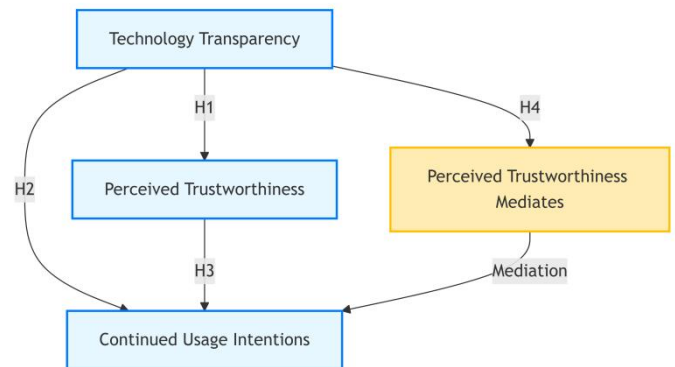 Technology Transparency
H1
H4
H2
Perceived Trustworthiness
Perceived Trustworthiness
Mediates
H3
Mediation
Continued Usage Intentions